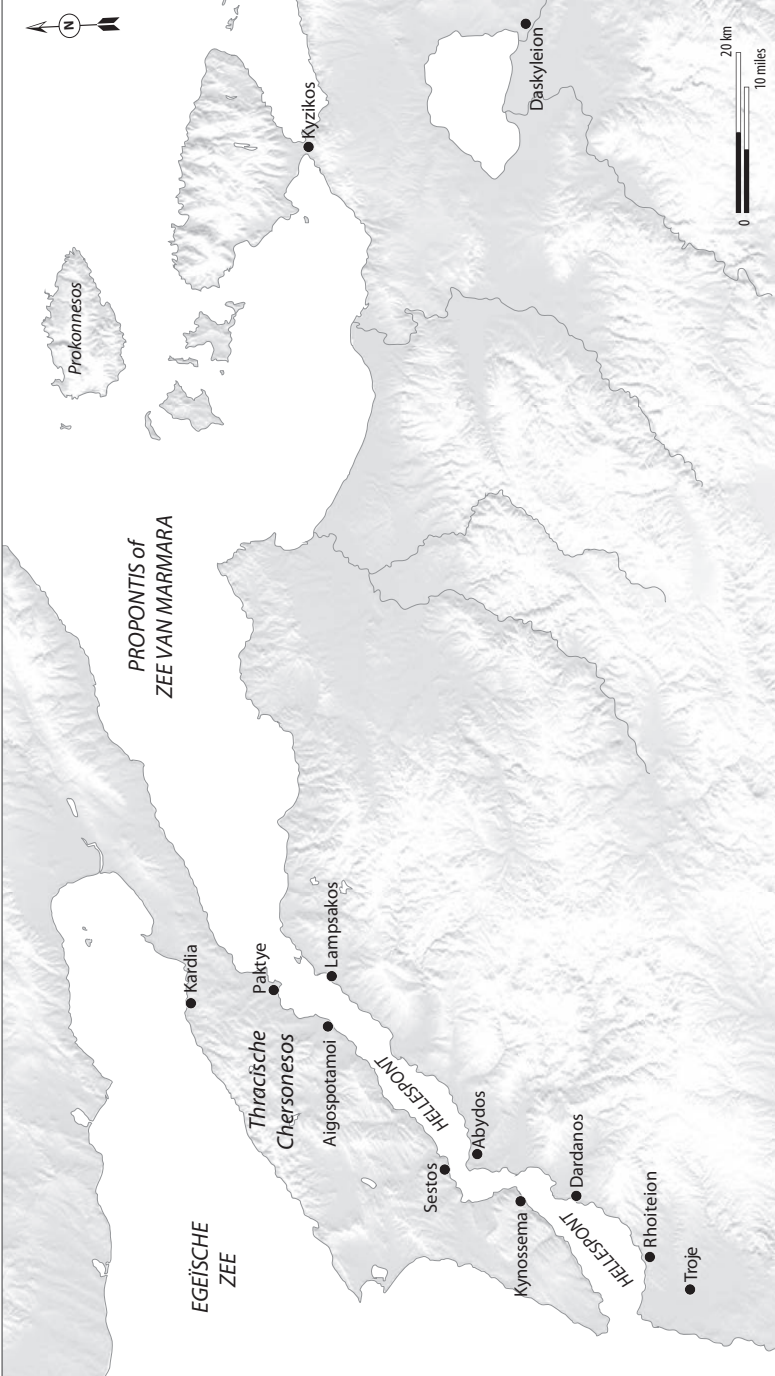 N
Prokonnesos
Kyzikos
Daskyleion
20 km
0
10 miles
PROPONTIS of
ZEE VAN MARMARA
Kardia
Paktye
Lampsakos
Thracische
Chersonesos
Aigospotamoi
HELLESPONT
EGEÏSCHE
ZEE
Sestos
Abydos
Kynossema
Dardanos
HELLESPONT
Rhoiteion
Troje